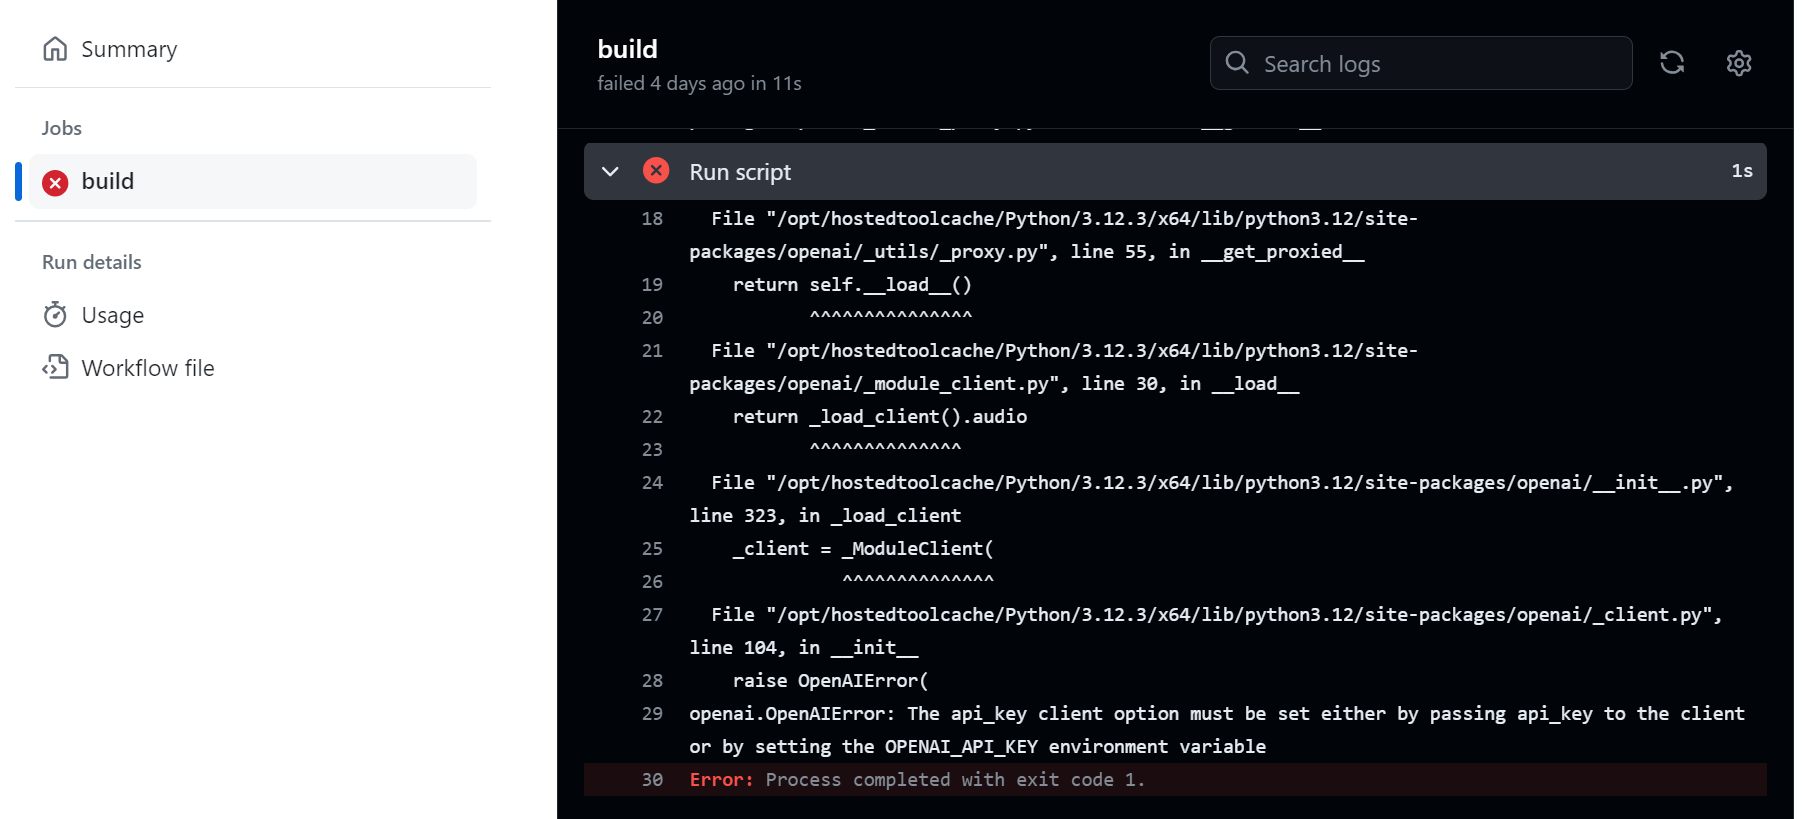 Summary
Jobs
build
Run details
Usage
Workflow file
build
failed 4 days ago in 11s
Search logs
Run script
1s
18 File "/opt/hostedtoolcache/Python/3.12.3/x64/lib/python3.12/site-
packages/openai/_utils/_proxy.py", line 55, in __get_proxied__
19 return self.__load__()
20 ^^^^^^^^^^^^^^^
21 File "/opt/hostedtoolcache/Python/3.12.3/x64/lib/python3.12/site-
packages/openai/_module_client.py", line 30, in __load__
22 return _load_client().audio
23 ^^^^^^^^^^^^^^
24 File "/opt/hostedtoolcache/Python/3.12.3/x64/lib/python3.12/site-packages/openai/__init__.py",
line 323, in _load_client
25 _client = _ModuleClient(
26 ^^^^^^^^^^^^^^
27 File "/opt/hostedtoolcache/Python/3.12.3/x64/lib/python3.12/site-packages/openai/_client.py",
line 104, in __init__
28 raise OpenAIError(
29 openai.OpenAIError: The api_key client option must be set either by passing api_key to the client
or by setting the OPENAI_API_KEY environment variable
30 Error: Process completed with exit code 1.